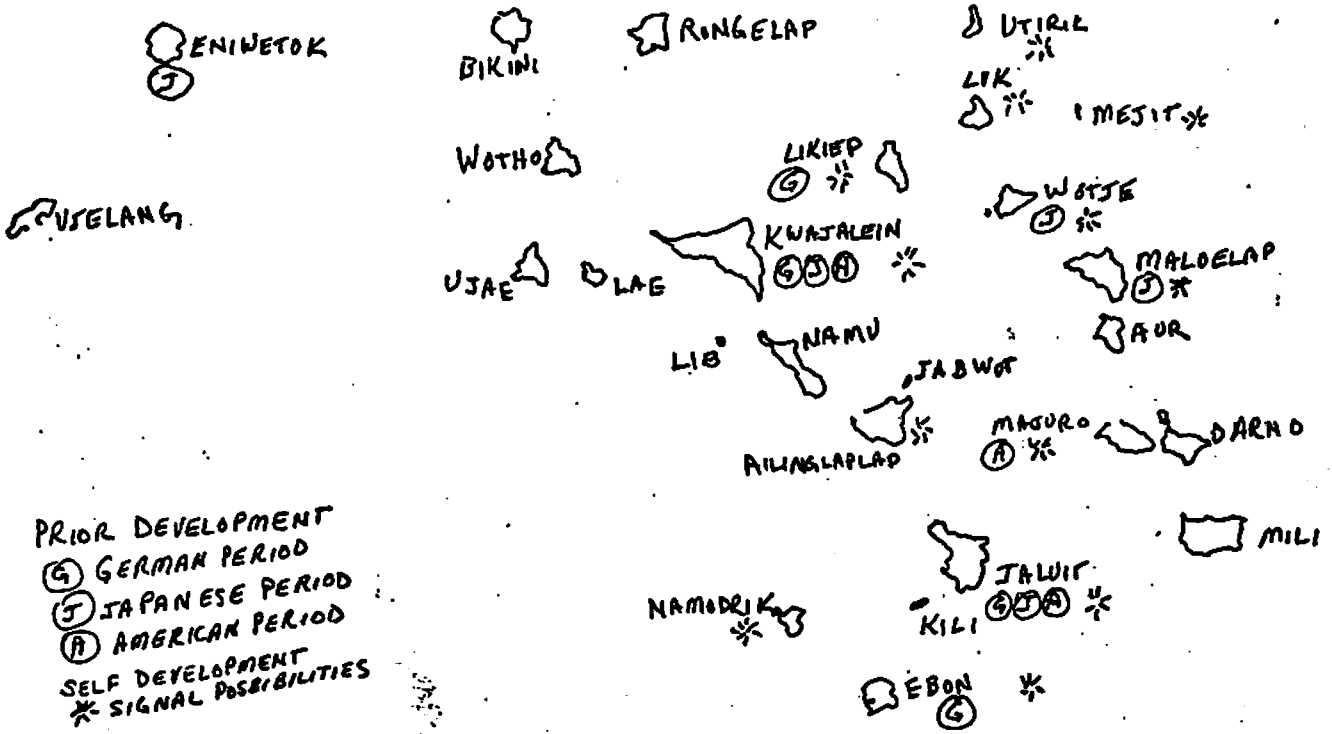 ENIWETOK
J
BIKINI
RONGELAP
UTIRIK
LIK
MEJIT
WOTHO
LIKIEP
G
WOTJE
J
UJELANG
KWAJALEIN
G J A
UJAE
LAE
MALOELAP
J
AUR
LIB
NAMU
JABWOT
AILINGLAPLAP
MAJURO
A
DARNO
MILI
JALUIT
G J A
NAMODRIK
KILI
EBON
G
PRIOR DEVELOPMENT
G GERMAN PERIOD
J JAPANESE PERIOD
A AMERICAN PERIOD
SELF DEVELOPMENT
SIGNAL POSSIBILITIES